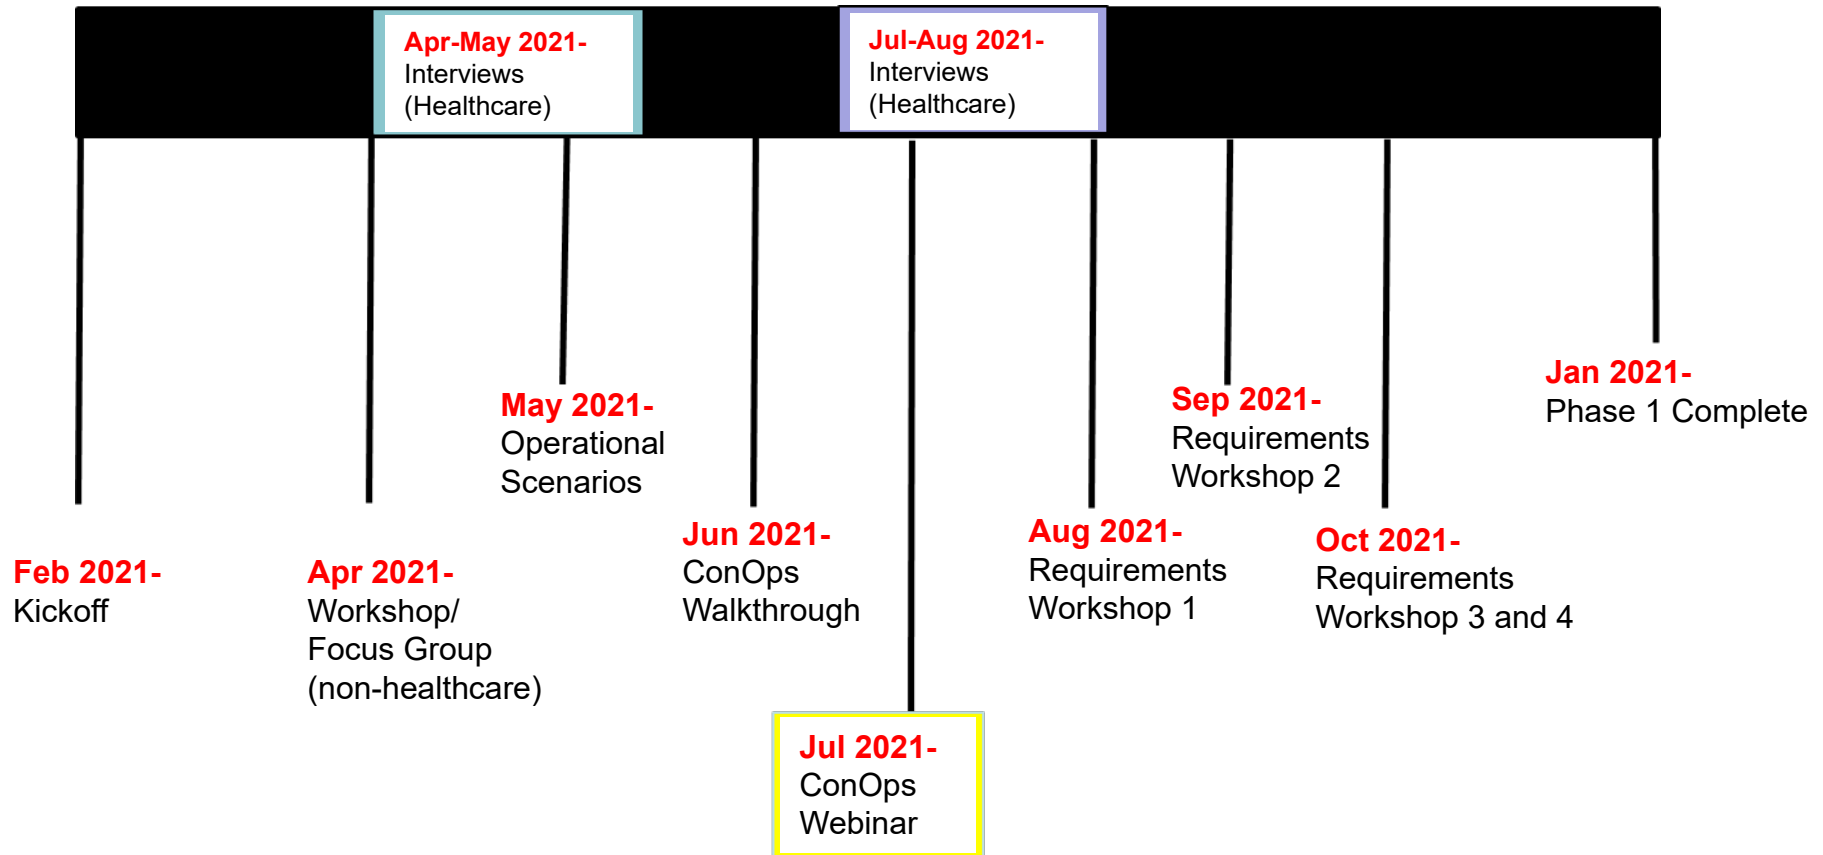 Apr-May 2021-
Interviews
(Healthcare)
Jul-Aug 2021-
Interviews
(Healthcare)
Feb 2021-
Kickoff
Apr 2021-
Workshop/
Focus Group
(non-healthcare)
May 2021-
Operational
Scenarios
Jun 2021-
ConOps
Walkthrough
Jul 2021-
ConOps
Webinar
Aug 2021-
Requirements
Workshop 1
Sep 2021-
Requirements
Workshop 2
Oct 2021-
Requirements
Workshop 3 and 4
Jan 2021-
Phase 1 Complete